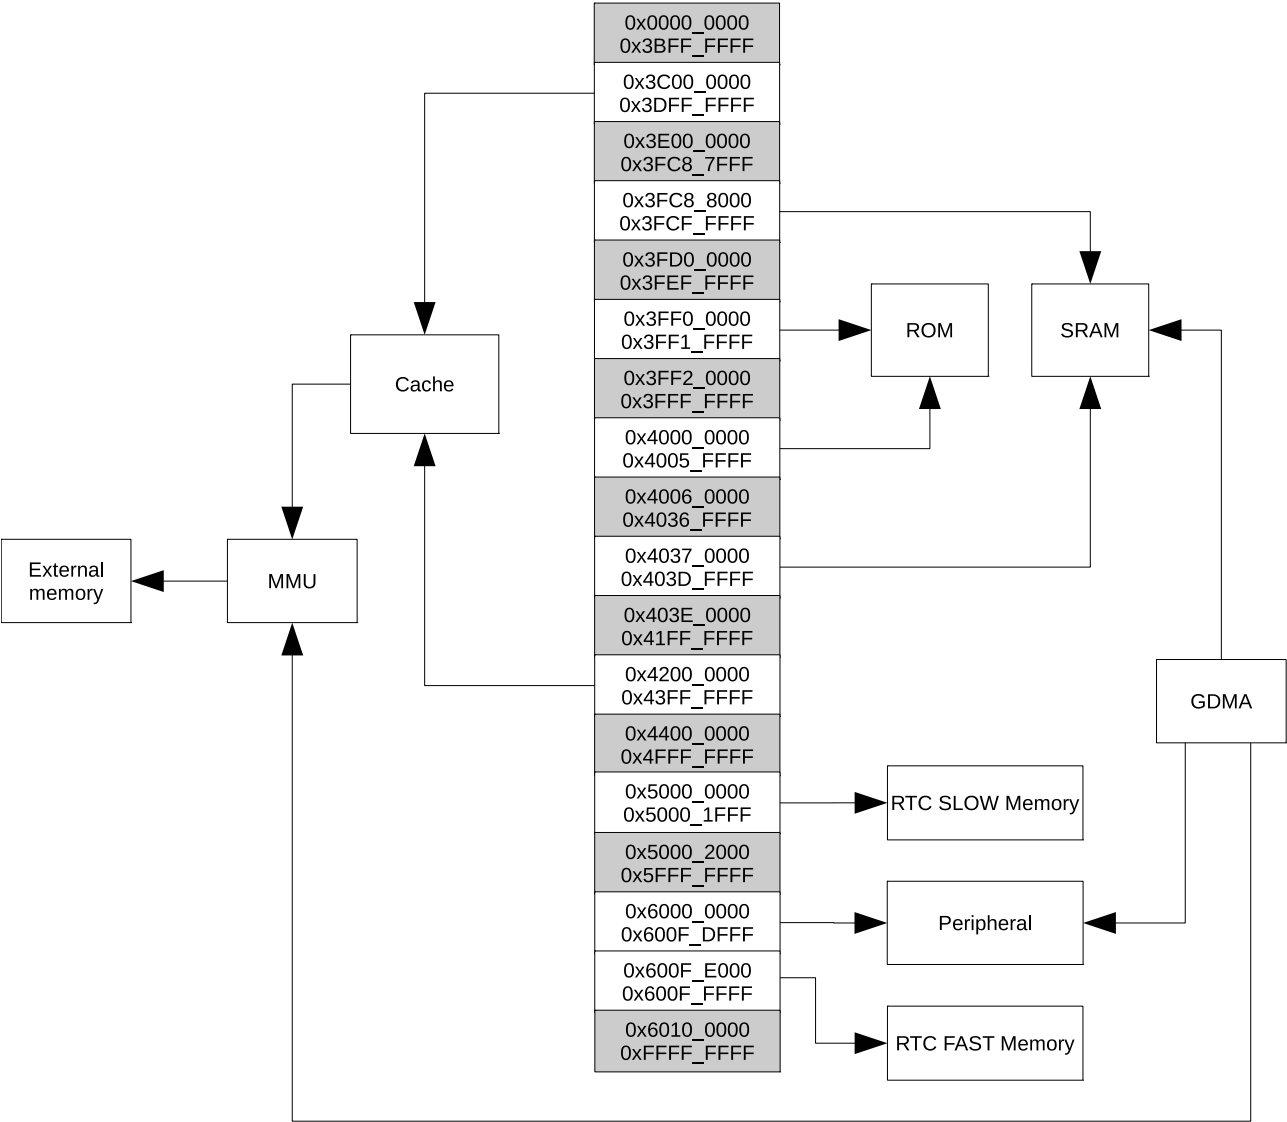 0x0000_0000
0x3BFF_FFFF
0x3C00_0000
0x3DFF_FFFF
0x3E00_0000
0x3FC8_7FFF
0x3FC8_8000
0x3FCF_FFFF
0x3FD0_0000
0x3FEF_FFFF
0x3FF0_0000
0x3FF1_FFFF
0x3FF2_0000
0x3FFF_FFFF
0x4000_0000
0x4005_FFFF
0x4006_0000
0x4036_FFFF
0x4037_0000
0x403D_FFFF
0x403E_0000
0x41FF_FFFF
0x4200_0000
0x43FF_FFFF
0x4400_0000
0x4FFF_FFFF
0x5000_0000
0x5000_1FFF
0x5000_2000
0x5FFF_FFFF
0x6000_0000
0x600F_DFFF
0x600F_E000
0x600F_FFFF
0x6010_0000
0xFFFF_FFFF
Cache
MMU
External
memory
ROM
SRAM
GDMA
RTC SLOW Memory
Peripheral
RTC FAST Memory